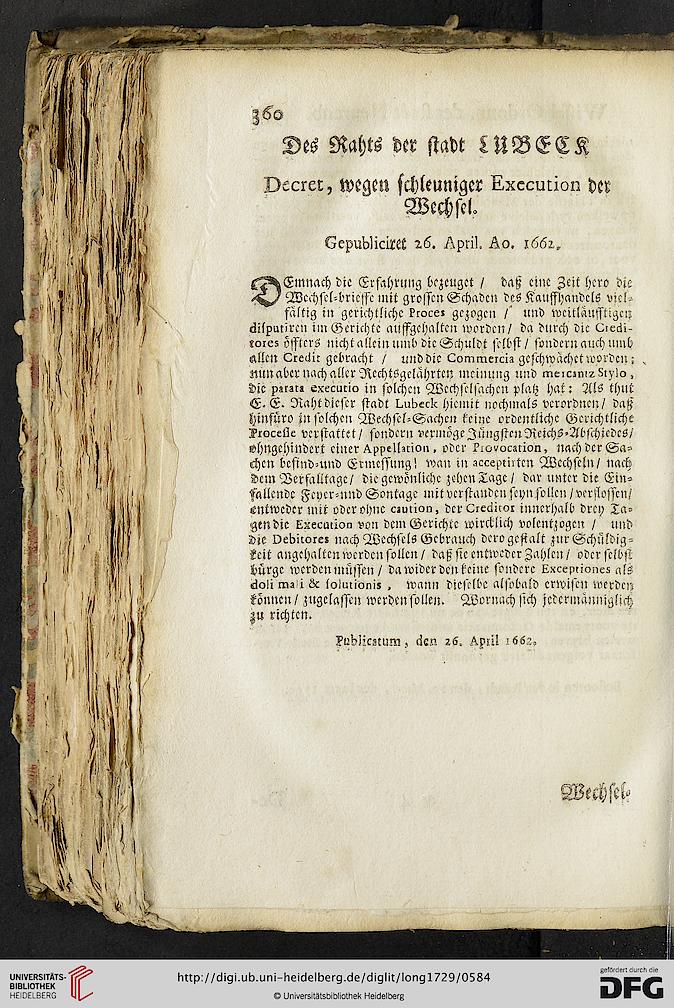 360
Des Rahts der stadt LÜBECK
Decret, wegen schleuniger Execution der
Wechsel.
Gepubliciret 26. April. Ao. 1662.
DEmnach die Erfahrung bezeuget / daß eine Zeit hero die
Wechsel-brieffe mit grossen Schaden des Kauffhandels viel=
fältig in gerichtliche Proces gezogen / und weitläufftigen
disputiren im Gerichte auffgehalten worden / da durch die Credi-
tores öffters nicht allein umb die Schuldt selbst / sondern auch umb
allen Credit gebracht / und die Commercia geschwächet worden;
nun aber nach aller Rechtsgelährten meinung und mercantz Stylo,
die parata executio in solchen Wechselsachen platz hat: Als thut
E. E. Raht dieser stadt Lubeck hiemit nochmals verordnen / daß
hinfüro in solchen Wechsel=Sachen keine ordentliche Gerichtliche
Processe verstattet / sondern vermöge Jüngsten Reichs=Abschiedes /
ohngehindert einer Appellation, oder Provocation, nach der Sa=
chen befind=und Ermessung! wan in acceptirten Wechseln / nach
dem Verfalltage / die gewönliche zehen Tage / dar unter die Ein=
fallende Feyer=und Sontage mit verstanden seyn sollen / verflossen /
entweder mit oder ohne caution, der Creditor innerhalb drey Ta=
gen die Execution von dem Gerichte wircklich volentzogen / und
die Debitores nach Wechsels Gebrauch dero gestalt zur Schüldig=
keit angehalten werden sollen / daß sie entweder Zahlen / oder selbst
bürge werden müssen / da wider den keine sondere Exceptiones als
doli mali & solutionis, wann dieselbe alsobald erwisen werden
können / zugelassen werden sollen. Wornach sich jedermänniglich
zu richten.
Publicatum, den 26. April 1662.
Wechsel=
UNIVERSITÄTS-
BIBLIOTHEK
HEIDELBERG
http://digi.ub.uni-heidelberg.de/diglit/long1729/0584
© Universitätsbibliothek Heidelberg
gefördert durch die
DFG